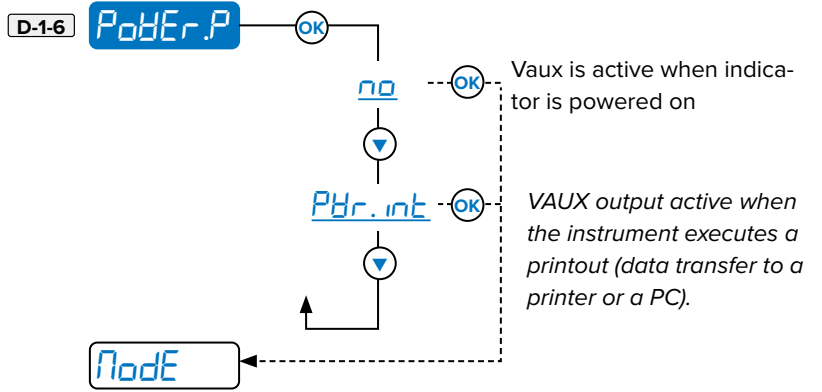 D-1-6 PoWEr.P OK
no OK Vaux is active when indica-
tor is powered on
PWr.int OK VAUX output active when
the instrument executes a
printout (data transfer to a
printer or a PC).
ModE